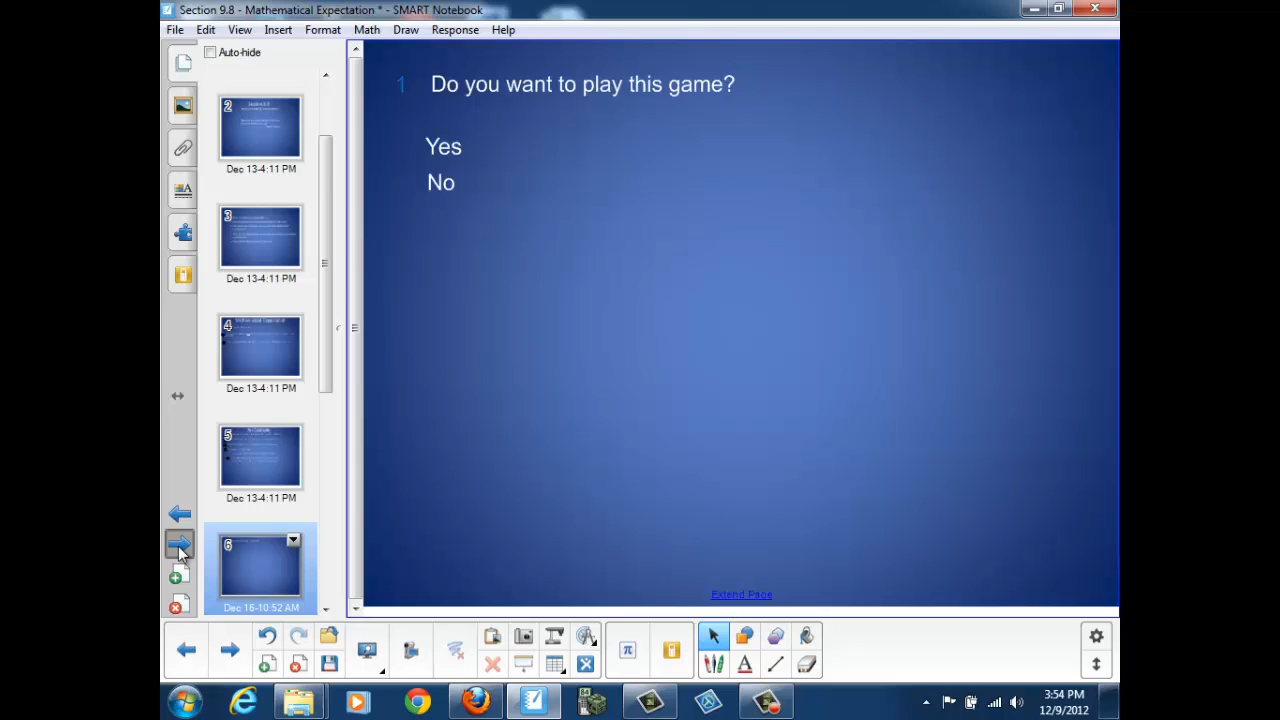 Section 9.8 - Mathematical Expectation * - SMART Notebook
File Edit View Insert Format Math Draw Response Help
Auto-hide
2
Dec 13-4:11 PM
3
Dec 13-4:11 PM
4
Dec 13-4:11 PM
5
Dec 13-4:11 PM
6
Dec 16-10:52 AM
1 Do you want to play this game?
Yes
No
Extend Page
3:54 PM
12/9/2012